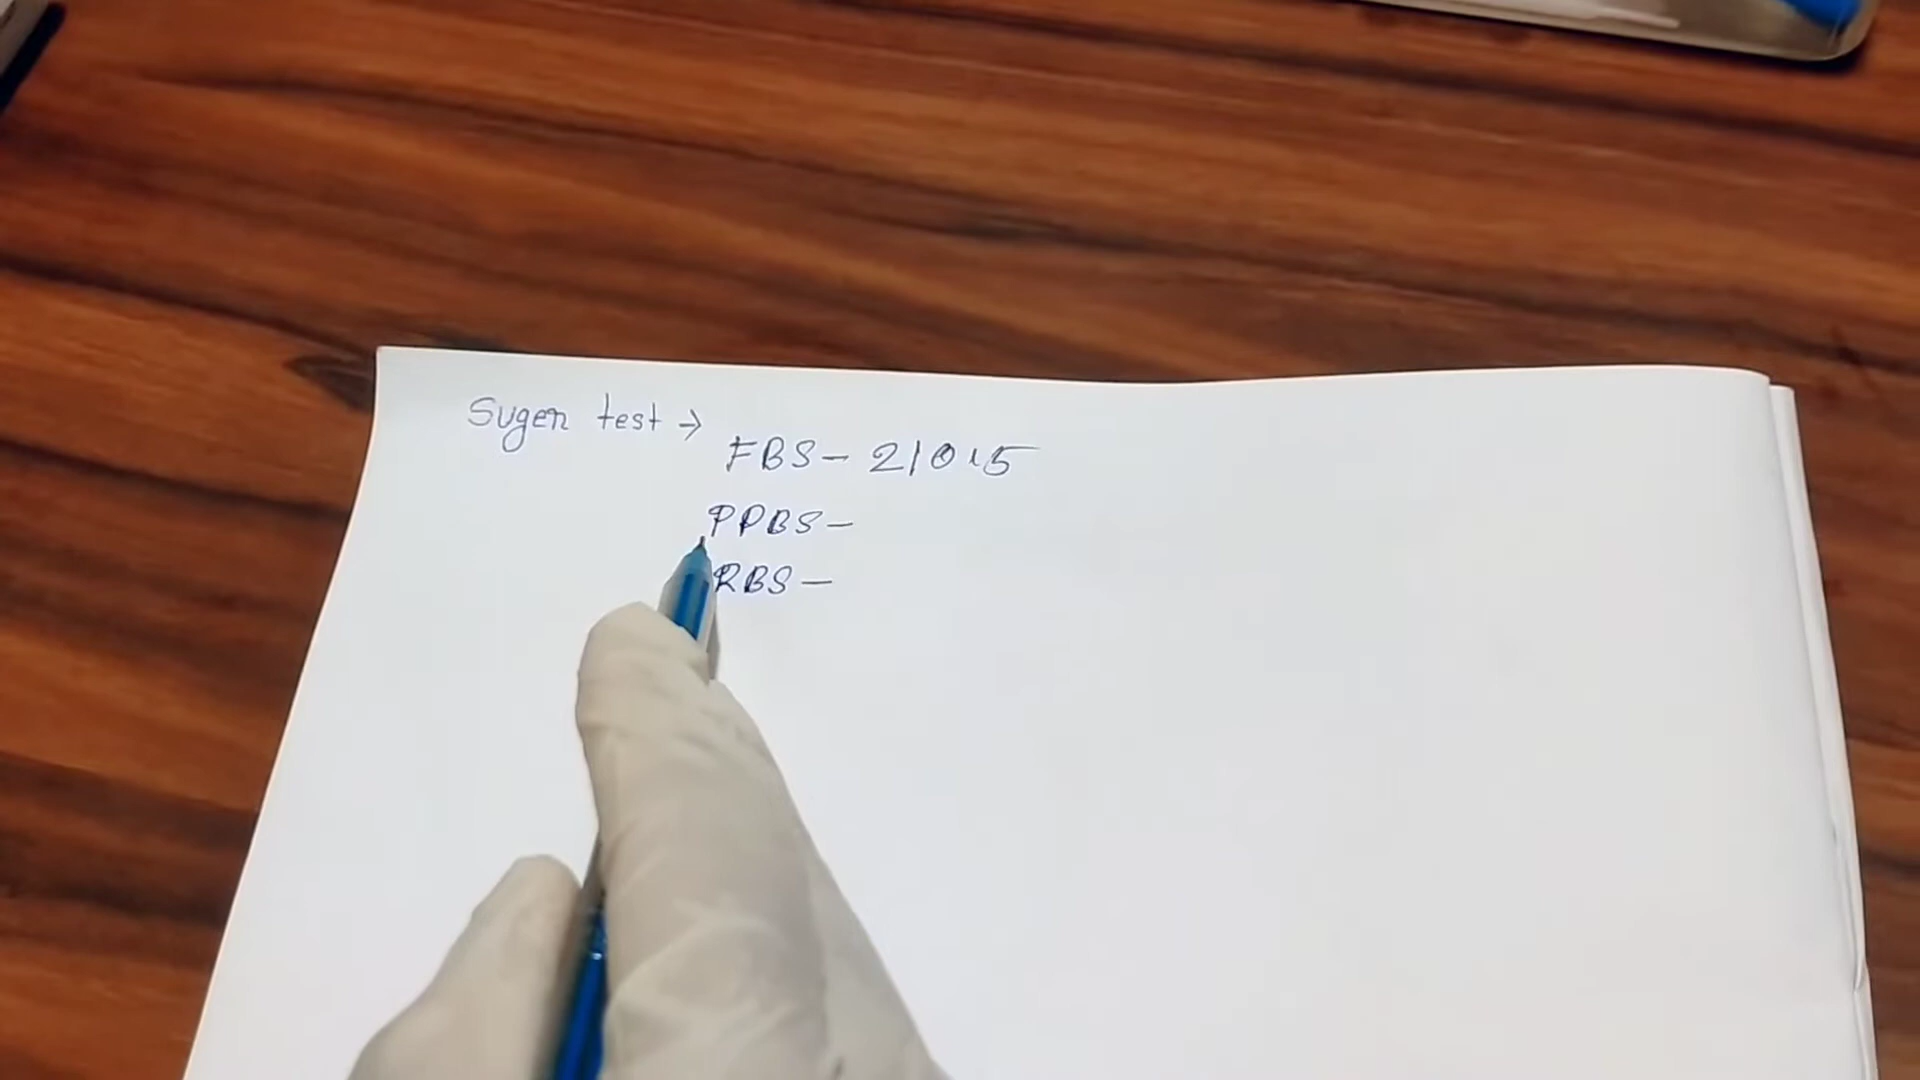 Sugen test →
FBS - 210.5
PPBS -
RBS -